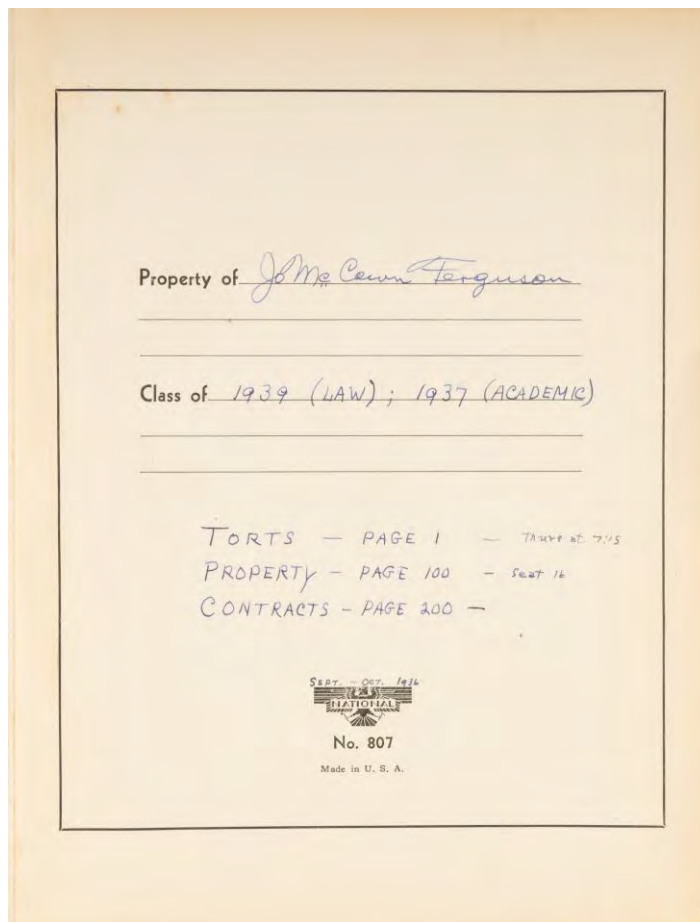 Property of Jo McCown Ferguson
Class of 1939 (LAW) ; 1937 (ACADEMIC)
TORTS — PAGE 1 — Thurs at 7:15
PROPERTY - PAGE 100 - Seat 16
CONTRACTS - PAGE 200 —
SEPT. - OCT. 1936
NATIONAL
No. 807
Made in U. S. A.